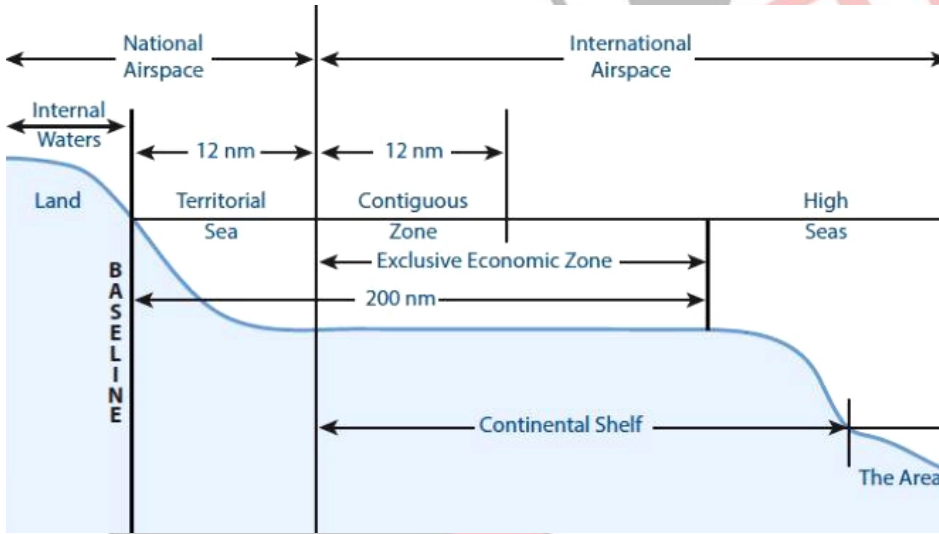 National
Airspace
International
Airspace
Internal
Waters
12 nm
12 nm
Land
Territorial
Sea
Contiguous
Zone
High
Seas
Exclusive Economic Zone
200 nm
BASELINE
Continental Shelf
The Area